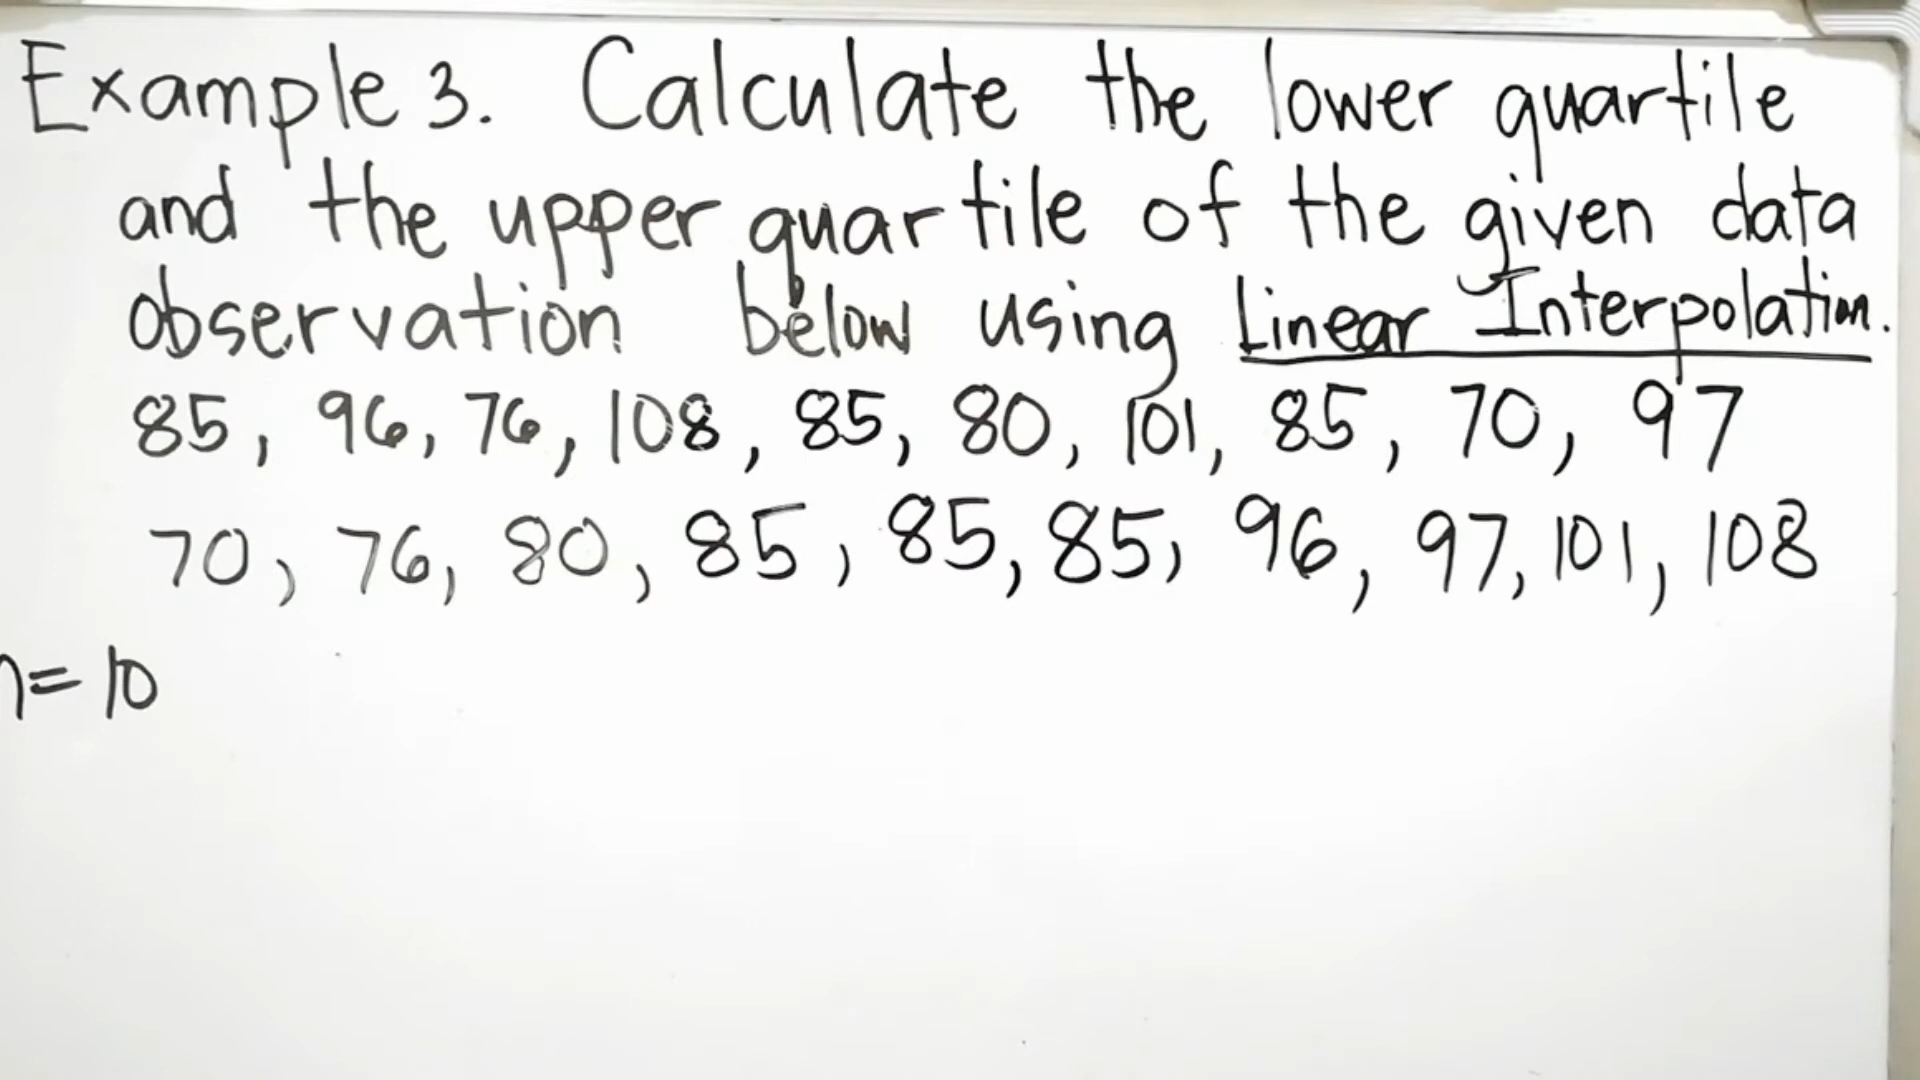 Example 3. Calculate the lower quartile
and the upper quartile of the given data
observation below using Linear Interpolation.
85, 96, 76, 108, 85, 80, 101, 85, 70, 97
70, 76, 80, 85, 85, 85, 96, 97, 101, 108
n = 10